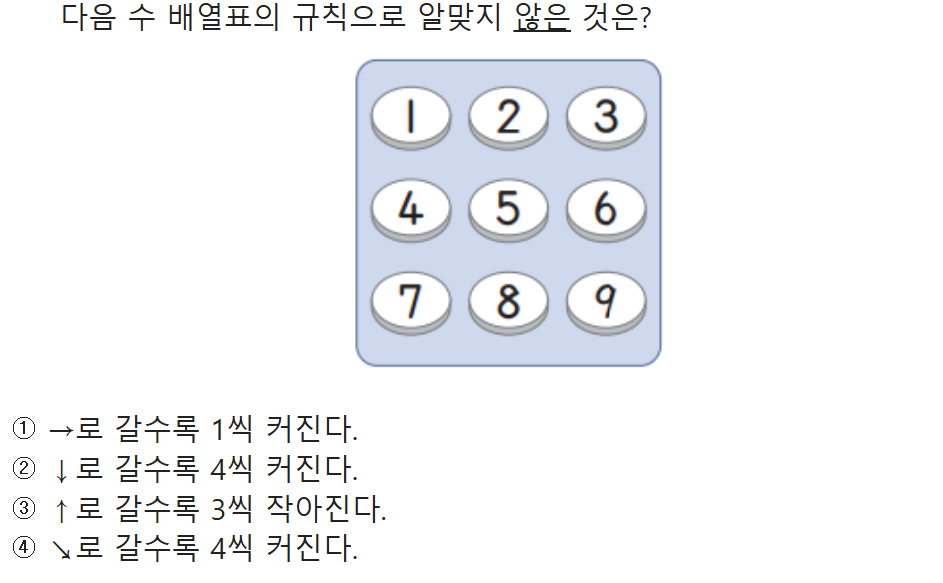 다음 수 배열표의 규칙으로 알맞지 않은 것은?
1 2 3
4 5 6
7 8 9
① →로 갈수록 1씩 커진다.
② ↓로 갈수록 4씩 커진다.
③ ↑로 갈수록 3씩 작아진다.
④ ↘로 갈수록 4씩 커진다.